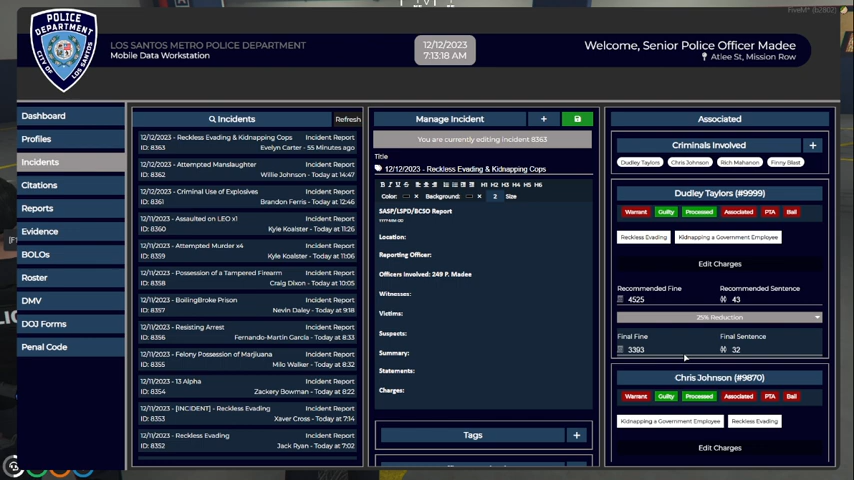 FiveM* (b2802)
POLICE
DEPARTMENT
CITY OF
LOS SANTOS
LOS SANTOS METRO POLICE DEPARTMENT
Mobile Data Workstation
12/12/2023
7:13:18 AM
Welcome, Senior Police Officer Madee
Atlee St, Mission Row
Dashboard
Profiles
Incidents
Citations
Reports
Evidence
BOLOs
Roster
DMV
DOJ Forms
Penal Code
Incidents
Refresh
12/12/2023 - Reckless Evading & Kidnapping Cops Incident Report
ID: 8363 Evelyn Carter - 55 Minutes ago
12/12/2023 - Attempted Manslaughter Incident Report
ID: 8362 Willie Johnson - Today at 14:47
12/12/2023 - Criminal Use of Explosives Incident Report
ID: 8361 Brandon Ferris - Today at 12:46
12/11/2023 - Assaulted on LEO x1 Incident Report
ID: 8360 Kyle Koalster - Today at 11:26
12/12/2023 - Attempted Murder x4 Incident Report
ID: 8359 Kyle Koalster - Today at 11:06
12/12/2023 - Possession of a Tampered Firearm Incident Report
ID: 8358 Craig Dixon - Today at 10:05
12/12/2023 - BoilingBroke Prison Incident Report
ID: 8357 Nevin Daley - Today at 9:18
12/12/2023 - Resisting Arrest Incident Report
ID: 8356 Fernando-Martin Garcia - Today at 8:33
12/12/2023 - Felony Possession of Marjiuana Incident Report
ID: 8355 Milo Walker - Today at 8:32
12/12/2023 - 13 Alpha Incident Report
ID: 8354 Zackery Bowman - Today at 8:22
12/12/2023 - [INCIDENT] - Reckless Evading Incident Report
ID: 8353 Xaver Cross - Today at 7:14
12/12/2023 - Reckless Evading Incident Report
ID: 8352 Jack Ryan - Today at 7:02
Manage Incident +
You are currently editing incident 8363
Title
12/12/2023 - Reckless Evading & Kidnapping Cops
B I U S H1 H2 H3 H4 H5 H6
Color: × Background: × 2 Size
SASP/LSPD/BCSO Report
YYYY-MM-DD
Location:
Reporting Officer:
Officers Involved: 249 P. Madee
Witnesses:
Victims:
Suspects:
Summary:
Statements:
Charges:
Tags +
Associated
Criminals Involved +
Dudley Taylors Chris Johnson Rich Mahanon Finny Blast
Dudley Taylors (#9999)
Warrant Guilty Processed Associated PTA Bail
Reckless Evading Kidnapping a Government Employee
Edit Charges
Recommended Fine Recommended Sentence
4525 43
25% Reduction
Final Fine Final Sentence
3393 32
Chris Johnson (#9870)
Warrant Guilty Processed Associated PTA Bail
Kidnapping a Government Employee Reckless Evading
Edit Charges